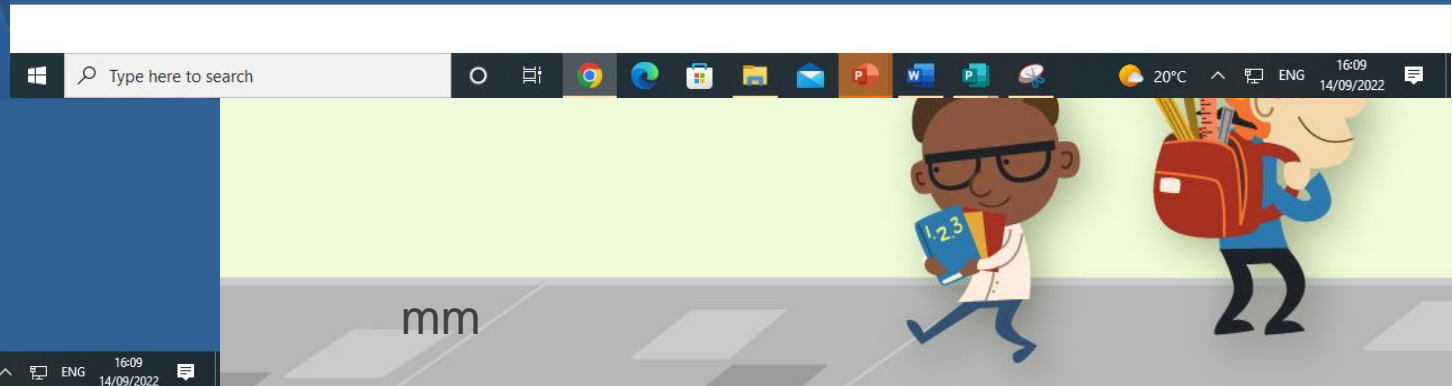 Type here to search
20°C ENG 16:09
14/09/2022
1.2.3
mm
ENG 16:09
14/09/2022